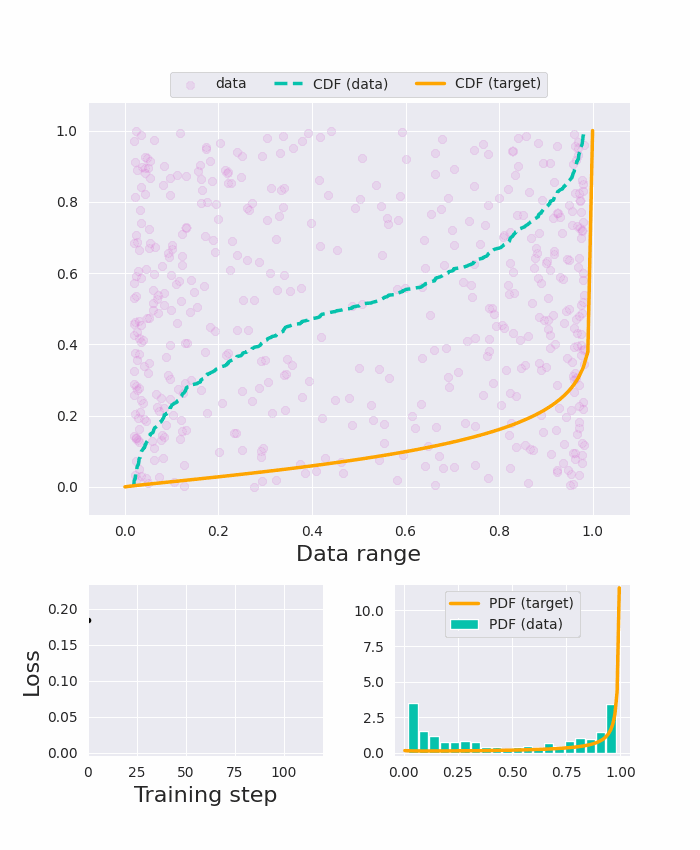 data CDF (data) CDF (target)
1.0
0.8
0.6
0.4
0.2
0.0
0.0 0.2 0.4 0.6 0.8 1.0
Data range
0.20
0.15
0.10
0.05
0.00
Loss
0 25 50 75 100
Training step
PDF (target)
PDF (data)
10.0
7.5
5.0
2.5
0.0
0.00 0.25 0.50 0.75 1.00